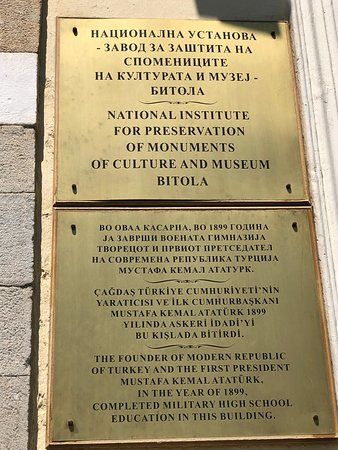 НАЦИОНАЛНА УСТАНОВА
- ЗАВОД ЗА ЗАШТИТА НА
СПОМЕНИЦИТЕ
НА КУЛТУРАТА И МУЗЕЈ -
БИТОЛА
NATIONAL INSTITUTE
FOR PRESERVATION
OF MONUMENTS
OF CULTURE AND MUSEUM
BITOLA
ВО ОВАА КАСАРНА, ВО 1899 ГОДИНА
ЈА ЗАВРШИ ВОЕНАТА ГИМНАЗИЈА
ТВОРЕЦОТ И ПРВИОТ ПРЕТСЕДАТЕЛ
НА СОВРЕМЕНА РЕПУБЛИКА ТУРЦИЈА
МУСТАФА КЕМАЛ АТАТУРК.
ÇAĞDAŞ TÜRKİYE CUMHURİYETİ'NİN
YARATICISI VE İLK CUMHURBAŞKANI
MUSTAFA KEMAL ATATÜRK 1899
YILINDA ASKERİ İDADİ'Yİ
BU KIŞLADA BİTİRDİ.
THE FOUNDER OF MODERN REPUBLIC
OF TURKEY AND THE FIRST PRESIDENT
MUSTAFA KEMAL ATATÜRK,
IN THE YEAR OF 1899,
COMPLETED MILITARY HIGH SCHOOL
EDUCATION IN THIS BUILDING.